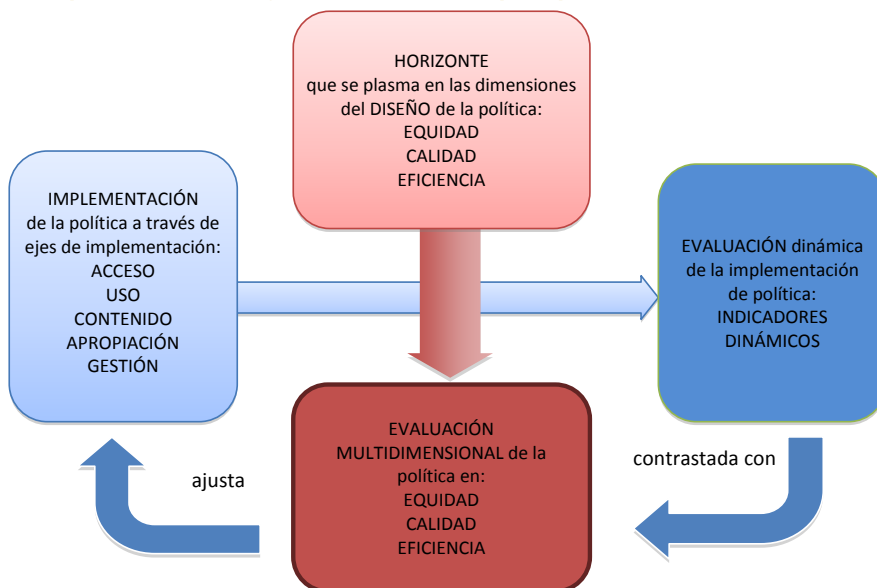 HORIZONTE
que se plasma en las dimensiones
del DISEÑO de la política:
EQUIDAD
CALIDAD
EFICIENCIA
IMPLEMENTACIÓN
de la política a través de
ejes de implementación:
ACCESO
USO
CONTENIDO
APROPIACIÓN
GESTIÓN
EVALUACIÓN dinámica
de la implementación
de política:
INDICADORES
DINÁMICOS
EVALUACIÓN
MULTIDIMENSIONAL de la
política en:
EQUIDAD
CALIDAD
EFICIENCIA
contrastada con
ajusta